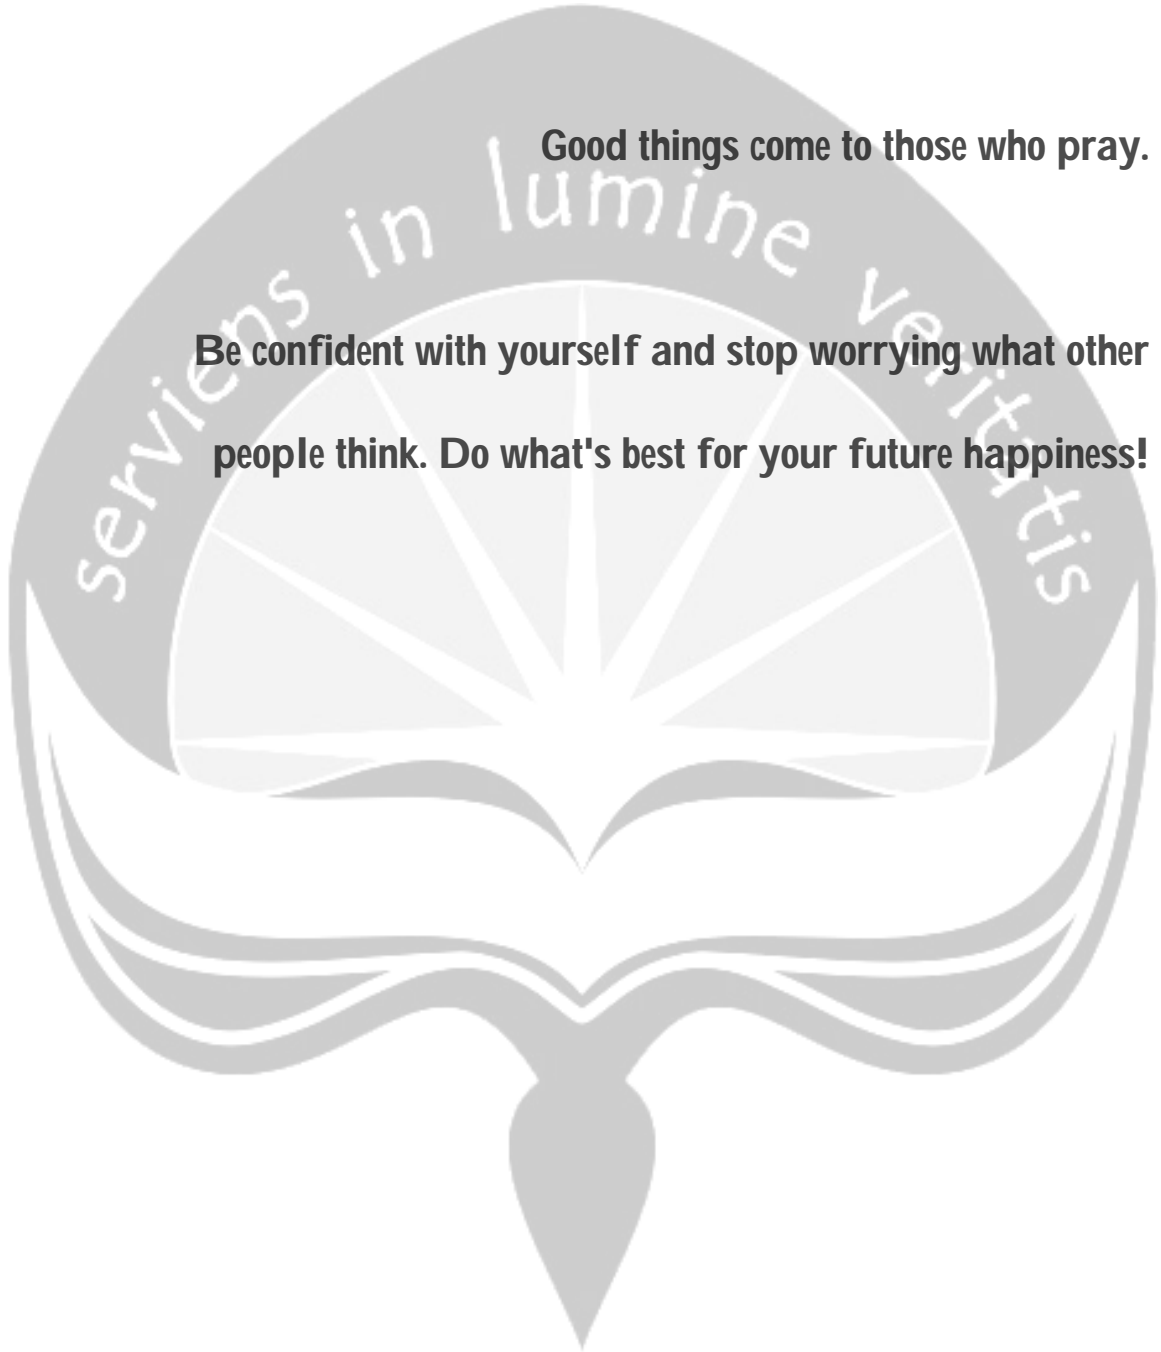 Good things come to those who pray.
serviens in lumine veritatis
Be confident with yourself and stop worrying what other
people think. Do what's best for your future happiness!